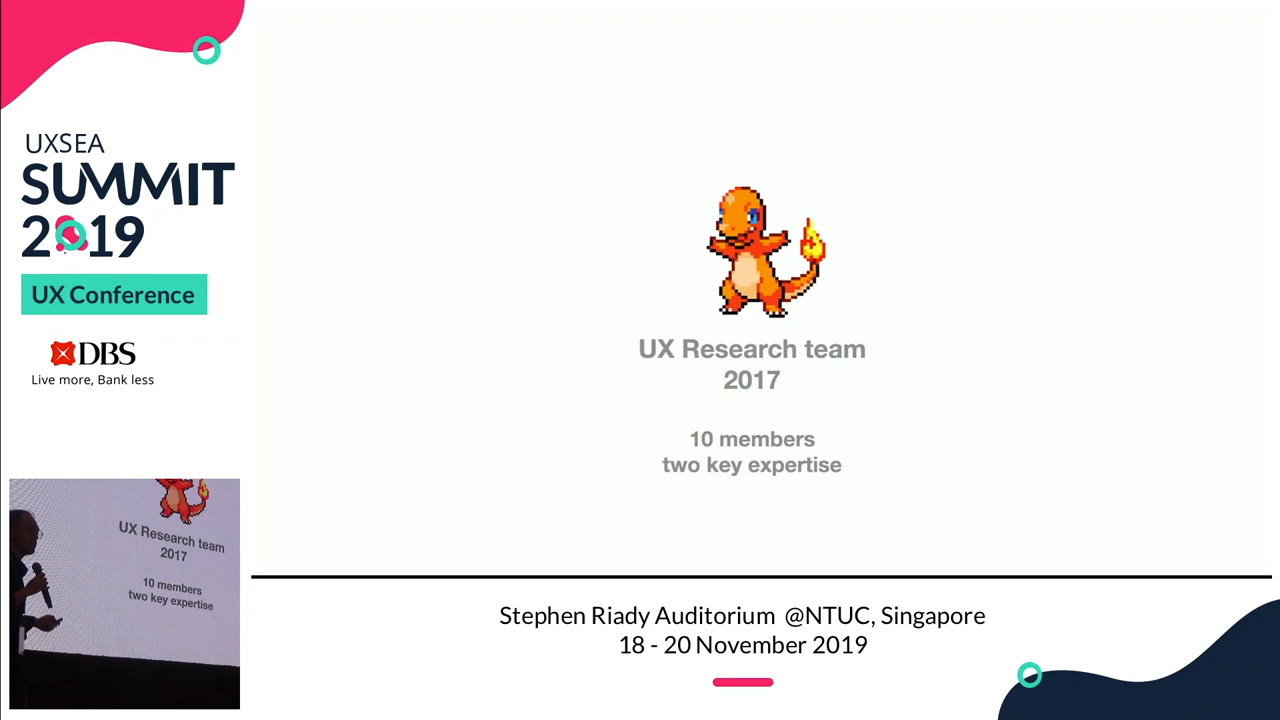 UXSEA
SUMMIT
2019
UX Conference
DBS
Live more, Bank less
UX Research team
2017
10 members
two key expertise
UX Research team
2017
10 members
two key expertise
Stephen Riady Auditorium @NTUC, Singapore
18 - 20 November 2019